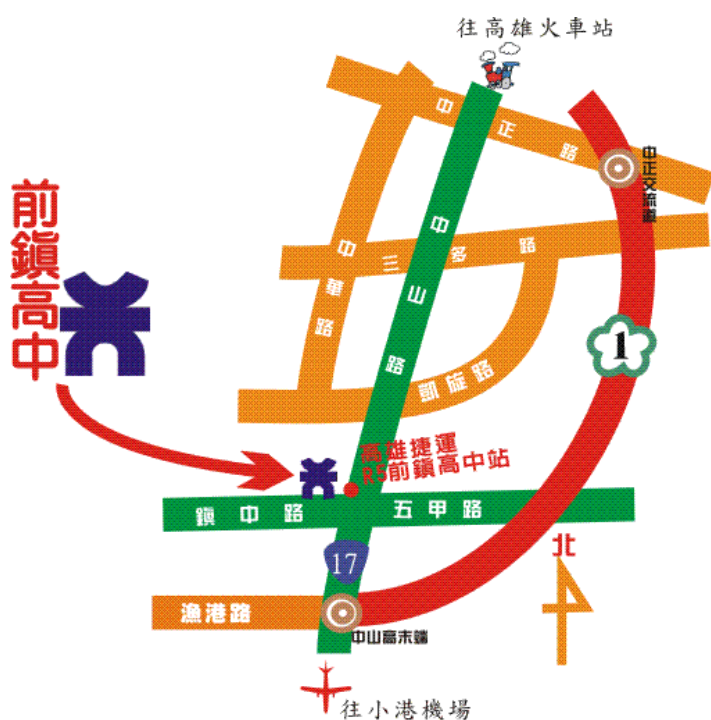 往高雄火車站
中正路
中正交流道
前鎮高中
中華路
三多路
中山路
1
凱旋路
高雄捷運
R5前鎮高中站
鎮中路
五甲路
17
北
漁港路
中山高末端
往小港機場